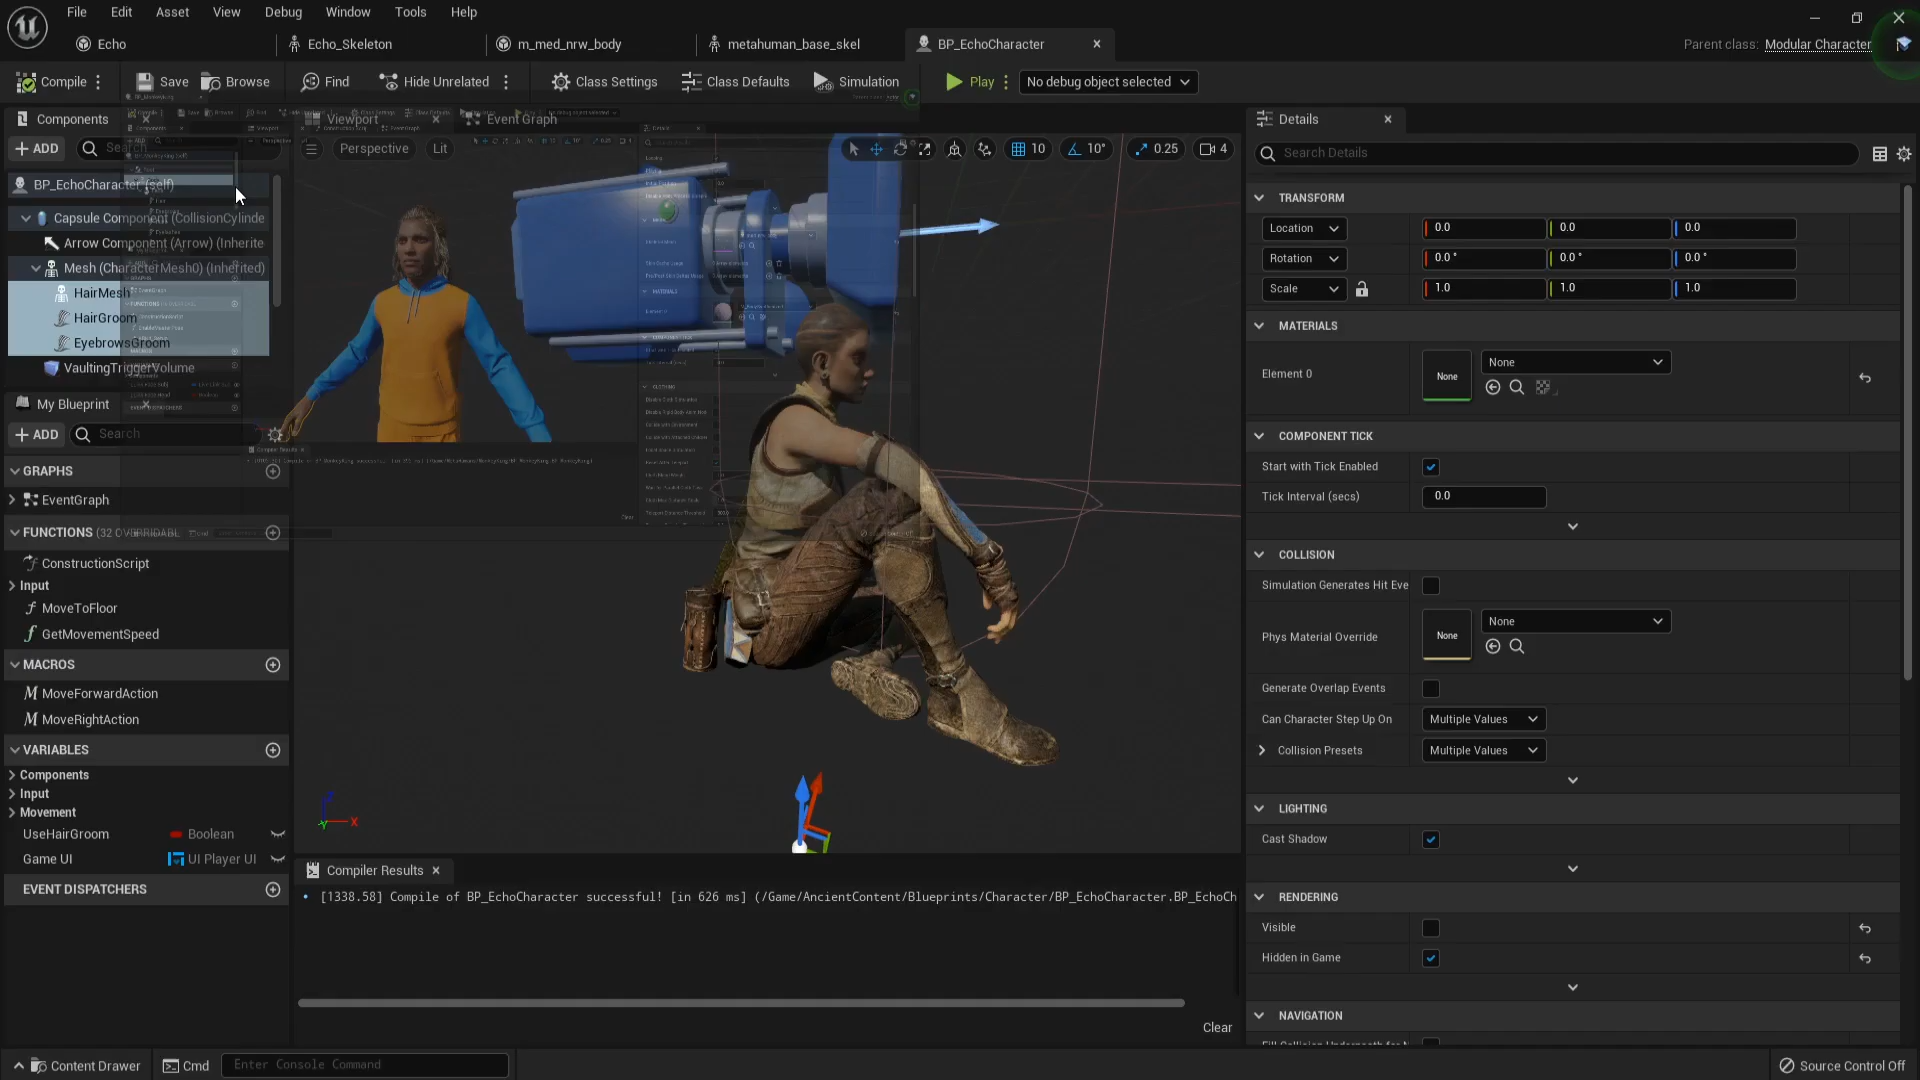 File Edit Asset View Debug Window Tools Help
Echo Echo_Skeleton m_med_nrw_body metahuman_base_skel BP_EchoCharacter Parent class: Modular Character
Compile Save Browse Find Hide Unrelated Class Settings Class Defaults Simulation Play No debug object selected
Components Viewport Event Graph Details
ADD Search Perspective Lit 10 10° 0.25 4 Search Details
BP_EchoCharacter (self)
Capsule Component (CollisionCylinde
Arrow Component (Arrow) (Inherite
Mesh (CharacterMesh0) (Inherited)
HairMesh
HairGroom
EyebrowsGroom
VaultingTriggerVolume
My Blueprint
ADD Search
GRAPHS
EventGraph
FUNCTIONS (32 OVERRIDABL
ConstructionScript
Input
MoveToFloor
GetMovementSpeed
MACROS
MoveForwardAction
MoveRightAction
VARIABLES
Components
Input
Movement
UseHairGroom Boolean
Game UI UI Player UI
EVENT DISPATCHERS
X
Compiler Results
[1338.58] Compile of BP_EchoCharacter successful! [in 626 ms] (/Game/AncientContent/Blueprints/Character/BP_EchoCharacter.BP_EchoCh
Clear
TRANSFORM
Location 0.0 0.0 0.0
Rotation 0.0 ° 0.0 ° 0.0 °
Scale 1.0 1.0 1.0
MATERIALS
Element 0 None None
COMPONENT TICK
Start with Tick Enabled
Tick Interval (secs) 0.0
COLLISION
Simulation Generates Hit Eve
Phys Material Override None None
Generate Overlap Events
Can Character Step Up On Multiple Values
Collision Presets Multiple Values
LIGHTING
Cast Shadow
RENDERING
Visible
Hidden in Game
NAVIGATION
Content Drawer Cmd Enter Console Command Source Control Off